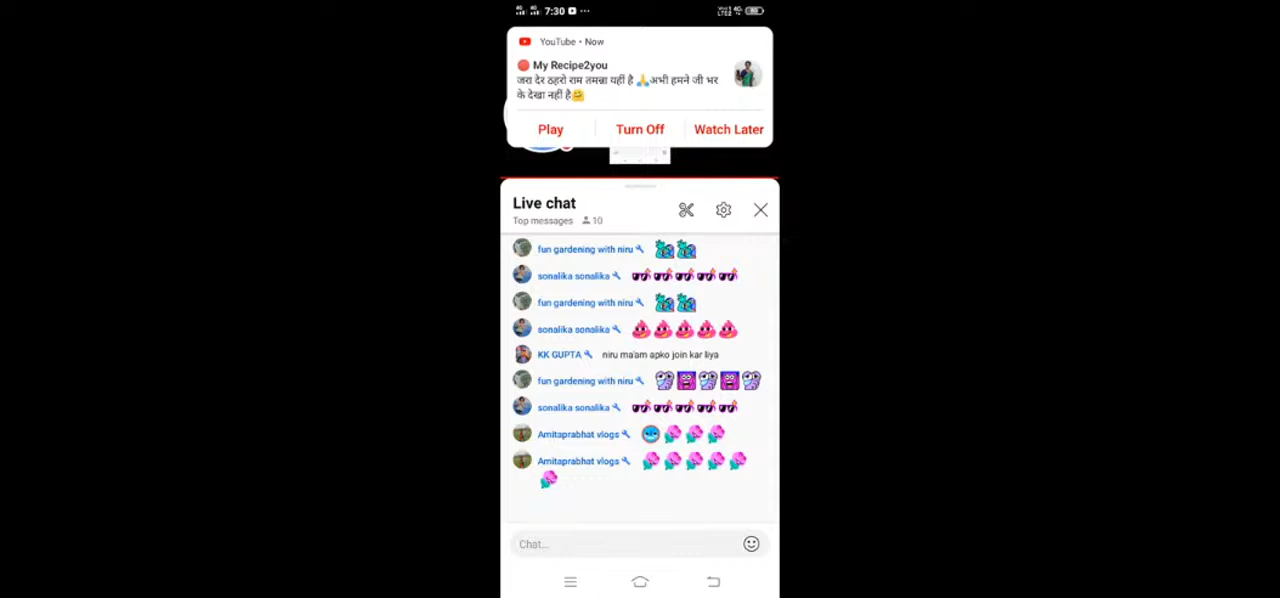 7:30
YouTube • Now
My Recipe2you
जरा देर ठहरो राम तमन्ना यहीं है 🙏अभी हमने जी भर
के देखा नहीं है🤗
Play Turn Off Watch Later
Live chat
Top messages 10
fun gardening with niru
sonalika sonalika
fun gardening with niru
sonalika sonalika
KK GUPTA niru ma'am apko join kar liya
fun gardening with niru
sonalika sonalika
Amitaprabhat vlogs
Amitaprabhat vlogs
Chat...